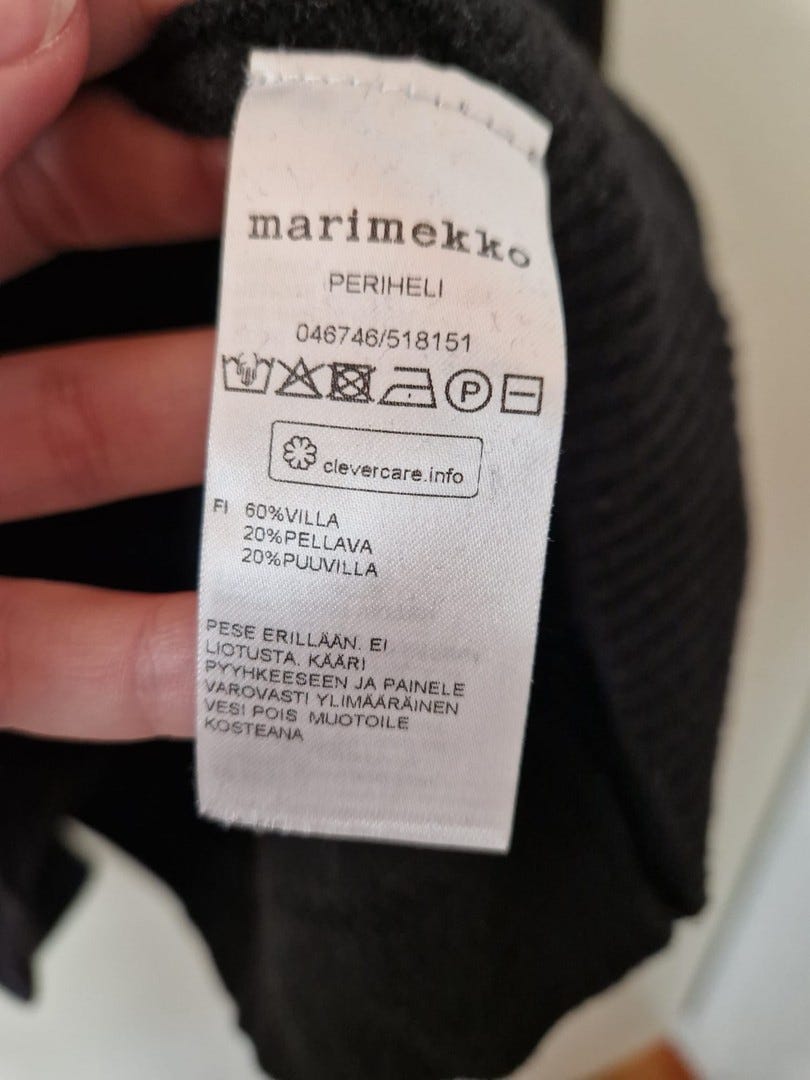 marimekko
PERIHELI
046746/518151
P
clevercare.info
FI 60%VILLA
20%PELLAVA
20%PUUVILLA
PESE ERILLÄÄN. EI
LIOTUSTA. KÄÄRI
PYYHKEESEEN JA PAINELE
VAROVASTI YLIMÄÄRÄINEN
VESI POIS MUOTOILE
KOSTEANA